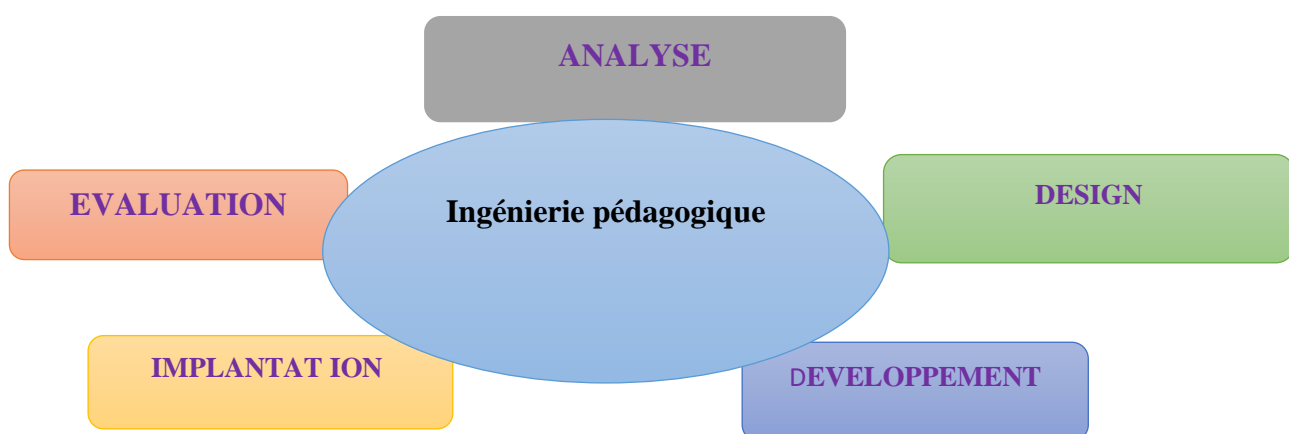 ANALYSE
EVALUATION
DESIGN
Ingénierie pédagogique
IMPLANTAT ION
DEVELOPPEMENT